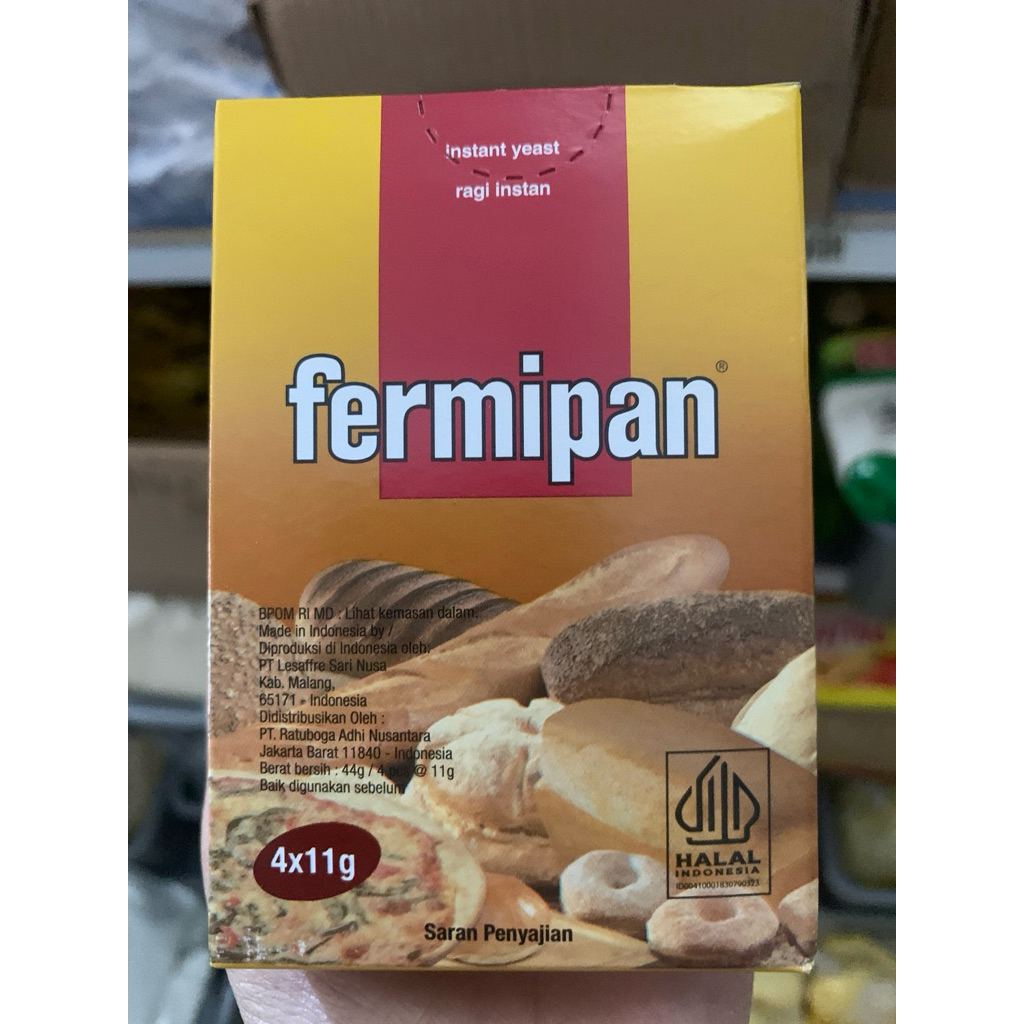 instant yeast
ragi instan
fermipan®
BPOM RI MD : Lihat kemasan dalam.
Made in Indonesia by /
Diproduksi di Indonesia oleh:
PT Lesaffre Sari Nusa
Kab. Malang,
65171 - Indonesia
Didistribusikan Oleh :
PT. Ratuboga Adhi Nusantara
Jakarta Barat 11840 - Indonesia
Berat bersih : 44g / 4 pcs @ 11g
Baik digunakan sebelum
4x11g
HALAL
INDONESIA
ID00410001830790323
Saran Penyajian